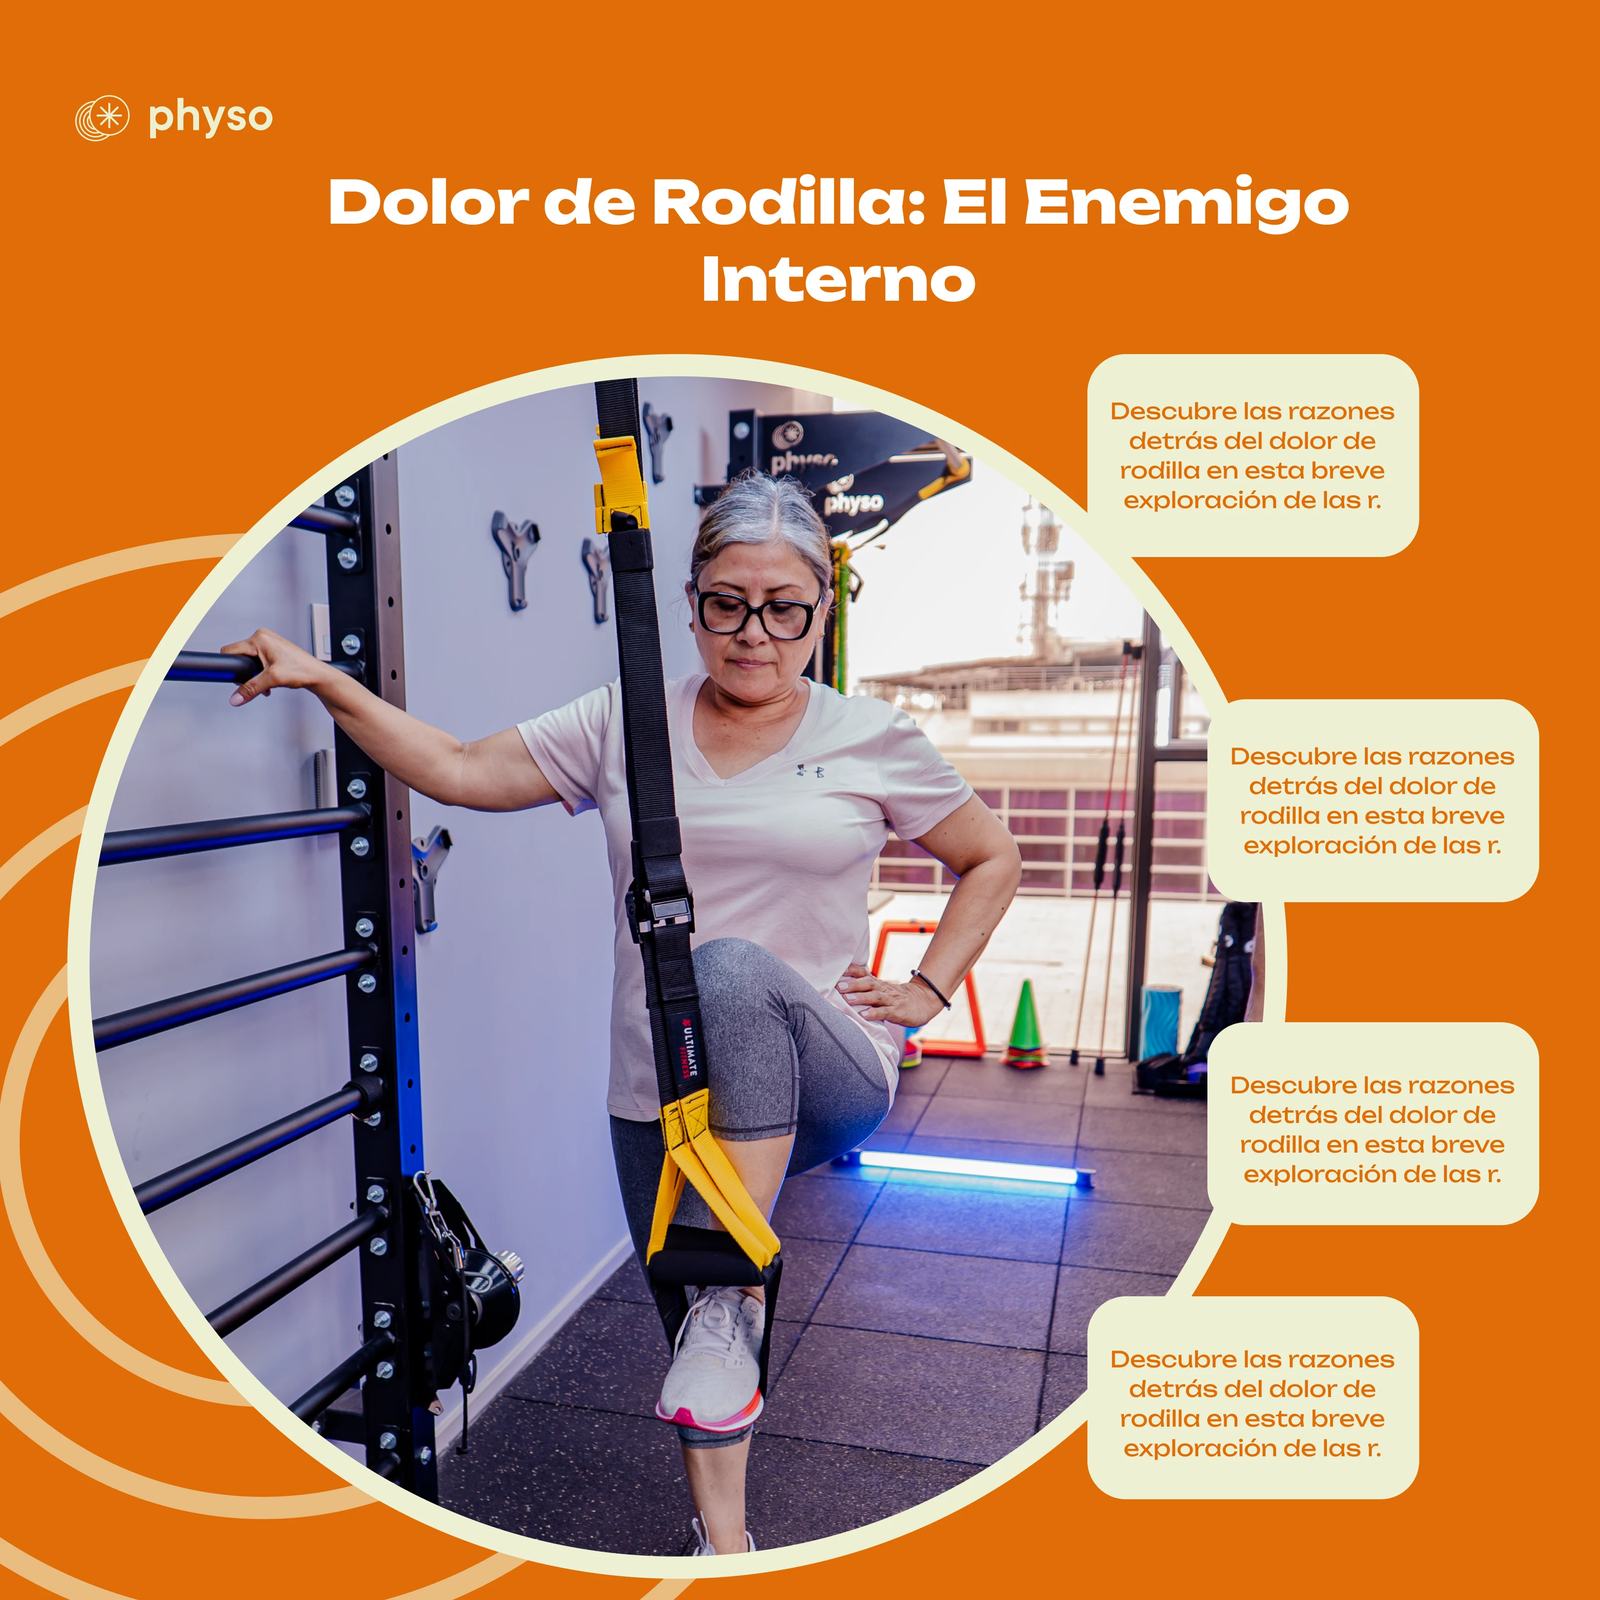 physo
Dolor de Rodilla: El Enemigo
Interno
Descubre las razones
detrás del dolor de
rodilla en esta breve
exploración de las r.
Descubre las razones
detrás del dolor de
rodilla en esta breve
exploración de las r.
Descubre las razones
detrás del dolor de
rodilla en esta breve
exploración de las r.
Descubre las razones
detrás del dolor de
rodilla en esta breve
exploración de las r.
physo
physo
ULTIMATE
FITNESS